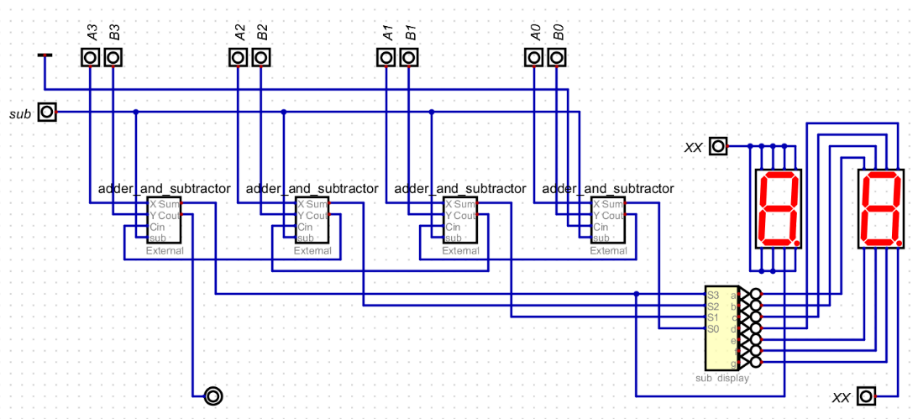 A3 B3 A2 B2 A1 B1 A0 B0
sub
XX
adder_and_subtractor adder_and_subtractor adder_and_subtractor adder_and_subtractor
X Sum X Sum X Sum X Sum
Y Cout Y Cout Y Cout Y Cout
Cin Cin Cin Cin
sub sub sub sub
External External External External
S3 a
S2 b
S1 c
S0 d
e
g
sub display
XX